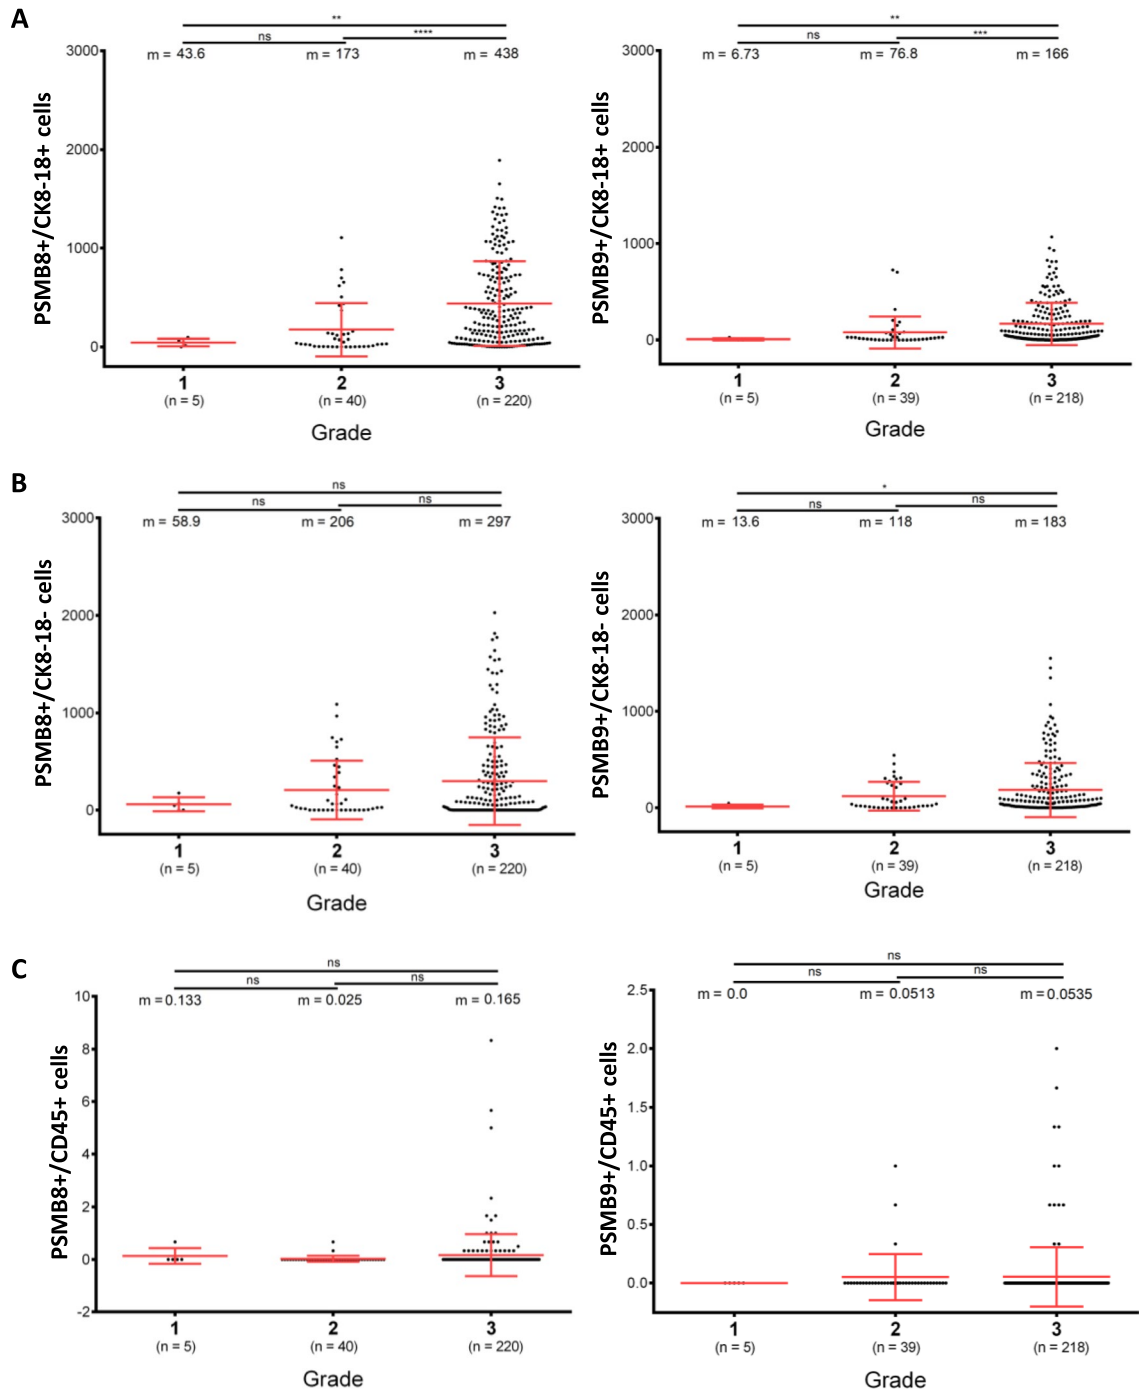 A
** 
ns ****
m = 43.6 m = 173 m = 438
3000
2000
1000
0
PSMB8+/CK8-18+ cells
1 2 3
(n = 5) (n = 40) (n = 220)
Grade
**
ns ***
m = 6.73 m = 76.8 m = 166
3000
2000
1000
0
PSMB9+/CK8-18+ cells
1 2 3
(n = 5) (n = 39) (n = 218)
Grade
B
ns
ns ns
m = 58.9 m = 206 m = 297
3000
2000
1000
0
PSMB8+/CK8-18- cells
1 2 3
(n = 5) (n = 40) (n = 220)
Grade
*
ns ns
m = 13.6 m = 118 m = 183
3000
2000
1000
0
PSMB9+/CK8-18- cells
1 2 3
(n = 5) (n = 39) (n = 218)
Grade
C
ns
ns ns
m = 0.133 m = 0.025 m = 0.165
10
8
6
4
2
0
-2
PSMB8+/CD45+ cells
1 2 3
(n = 5) (n = 40) (n = 220)
Grade
ns
ns ns
m = 0.0 m = 0.0513 m = 0.0535
2.5
2.0
1.5
1.0
0.5
0.0
PSMB9+/CD45+ cells
1 2 3
(n = 5) (n = 39) (n = 218)
Grade